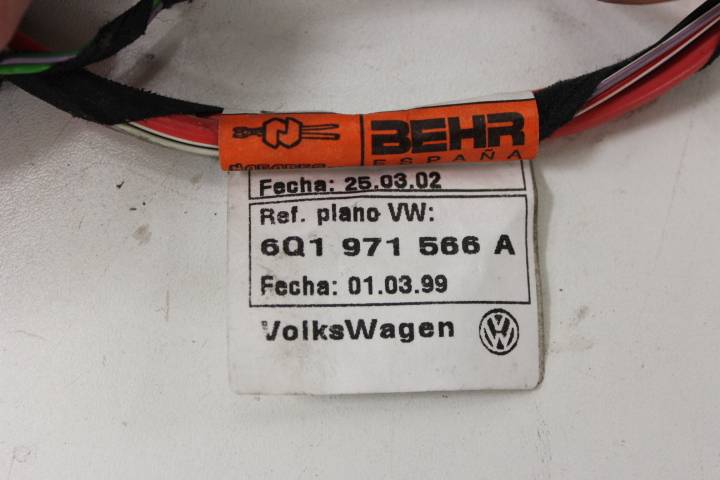 BEHR
ESPAÑA
Fecha: 25.03.02
Ref. plano VW:
6Q1 971 566 A
Fecha: 01.03.99
VolksWagen